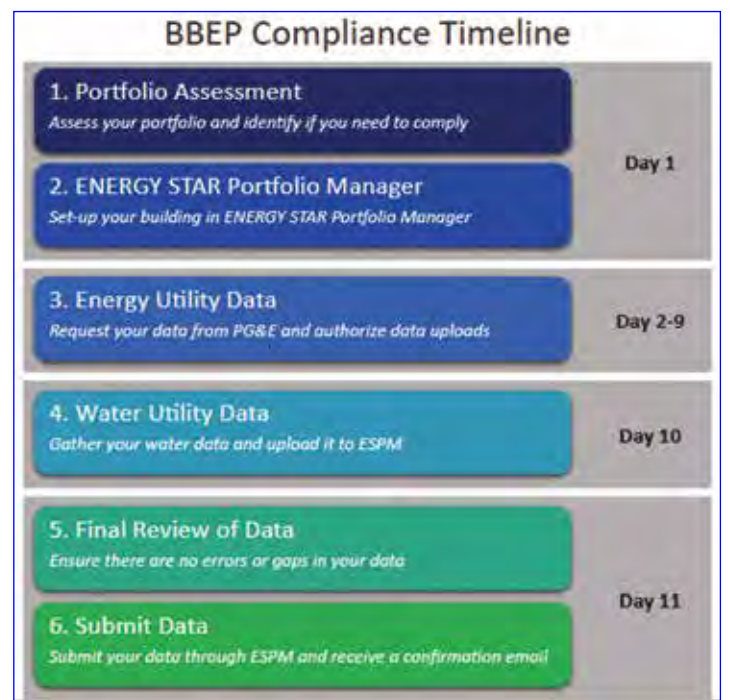 BBEP Compliance Timeline
1. Portfolio Assessment
Assess your portfolio and identify if you need to comply
Day 1
2. ENERGY STAR Portfolio Manager
Set-up your building in ENERGY STAR Portfolio Manager
3. Energy Utility Data
Request your data from PG&E and authorize data uploads
Day 2-9
4. Water Utility Data
Gather your water data and upload it to ESPM
Day 10
5. Final Review of Data
Ensure there are no errors or gaps in your data
Day 11
6. Submit Data
Submit your data through ESPM and receive a confirmation email